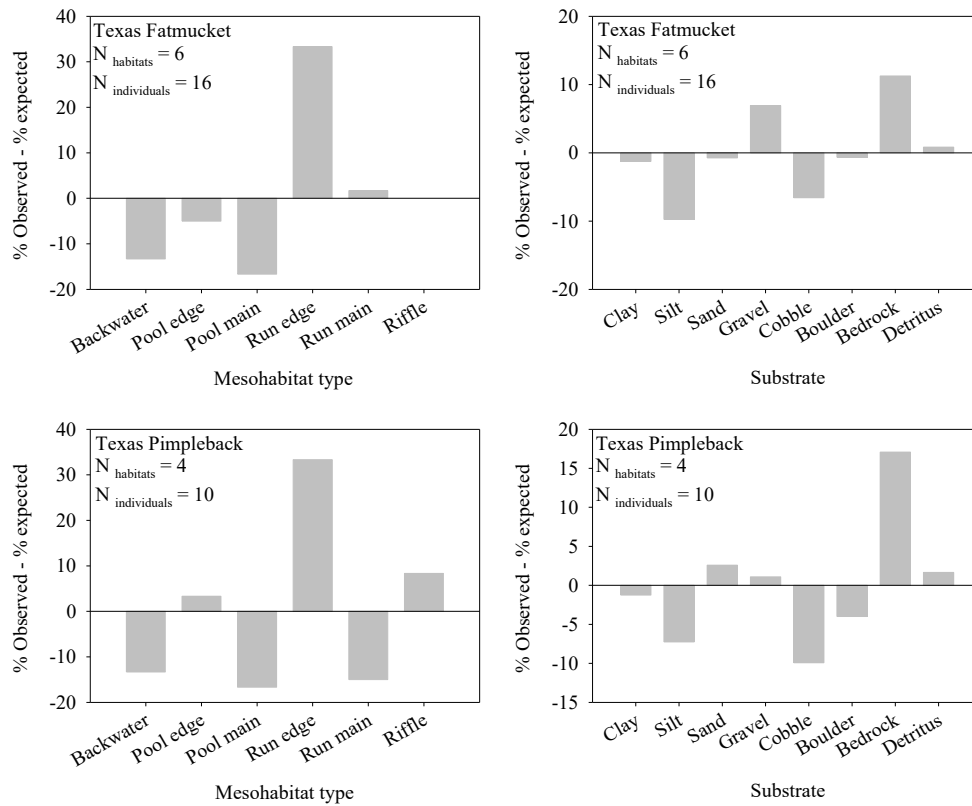 Texas Fatmucket
N habitats = 6
N individuals = 16
% Observed - % expected
40
30
20
10
0
-10
-20
Backwater
Pool edge
Pool main
Run edge
Run main
Riffle
Mesohabitat type
Texas Fatmucket
N habitats = 6
N individuals = 16
% Observed - % expected
20
10
0
-10
-20
Clay
Silt
Sand
Gravel
Cobble
Boulder
Bedrock
Detritus
Substrate
Texas Pimpleback
N habitats = 4
N individuals = 10
% Observed - % expected
40
30
20
10
0
-10
-20
Backwater
Pool edge
Pool main
Run edge
Run main
Riffle
Mesohabitat type
Texas Pimpleback
N habitats = 4
N individuals = 10
% Observed - % expected
20
15
10
5
0
-5
-10
-15
Clay
Silt
Sand
Gravel
Cobble
Boulder
Bedrock
Detritus
Substrate